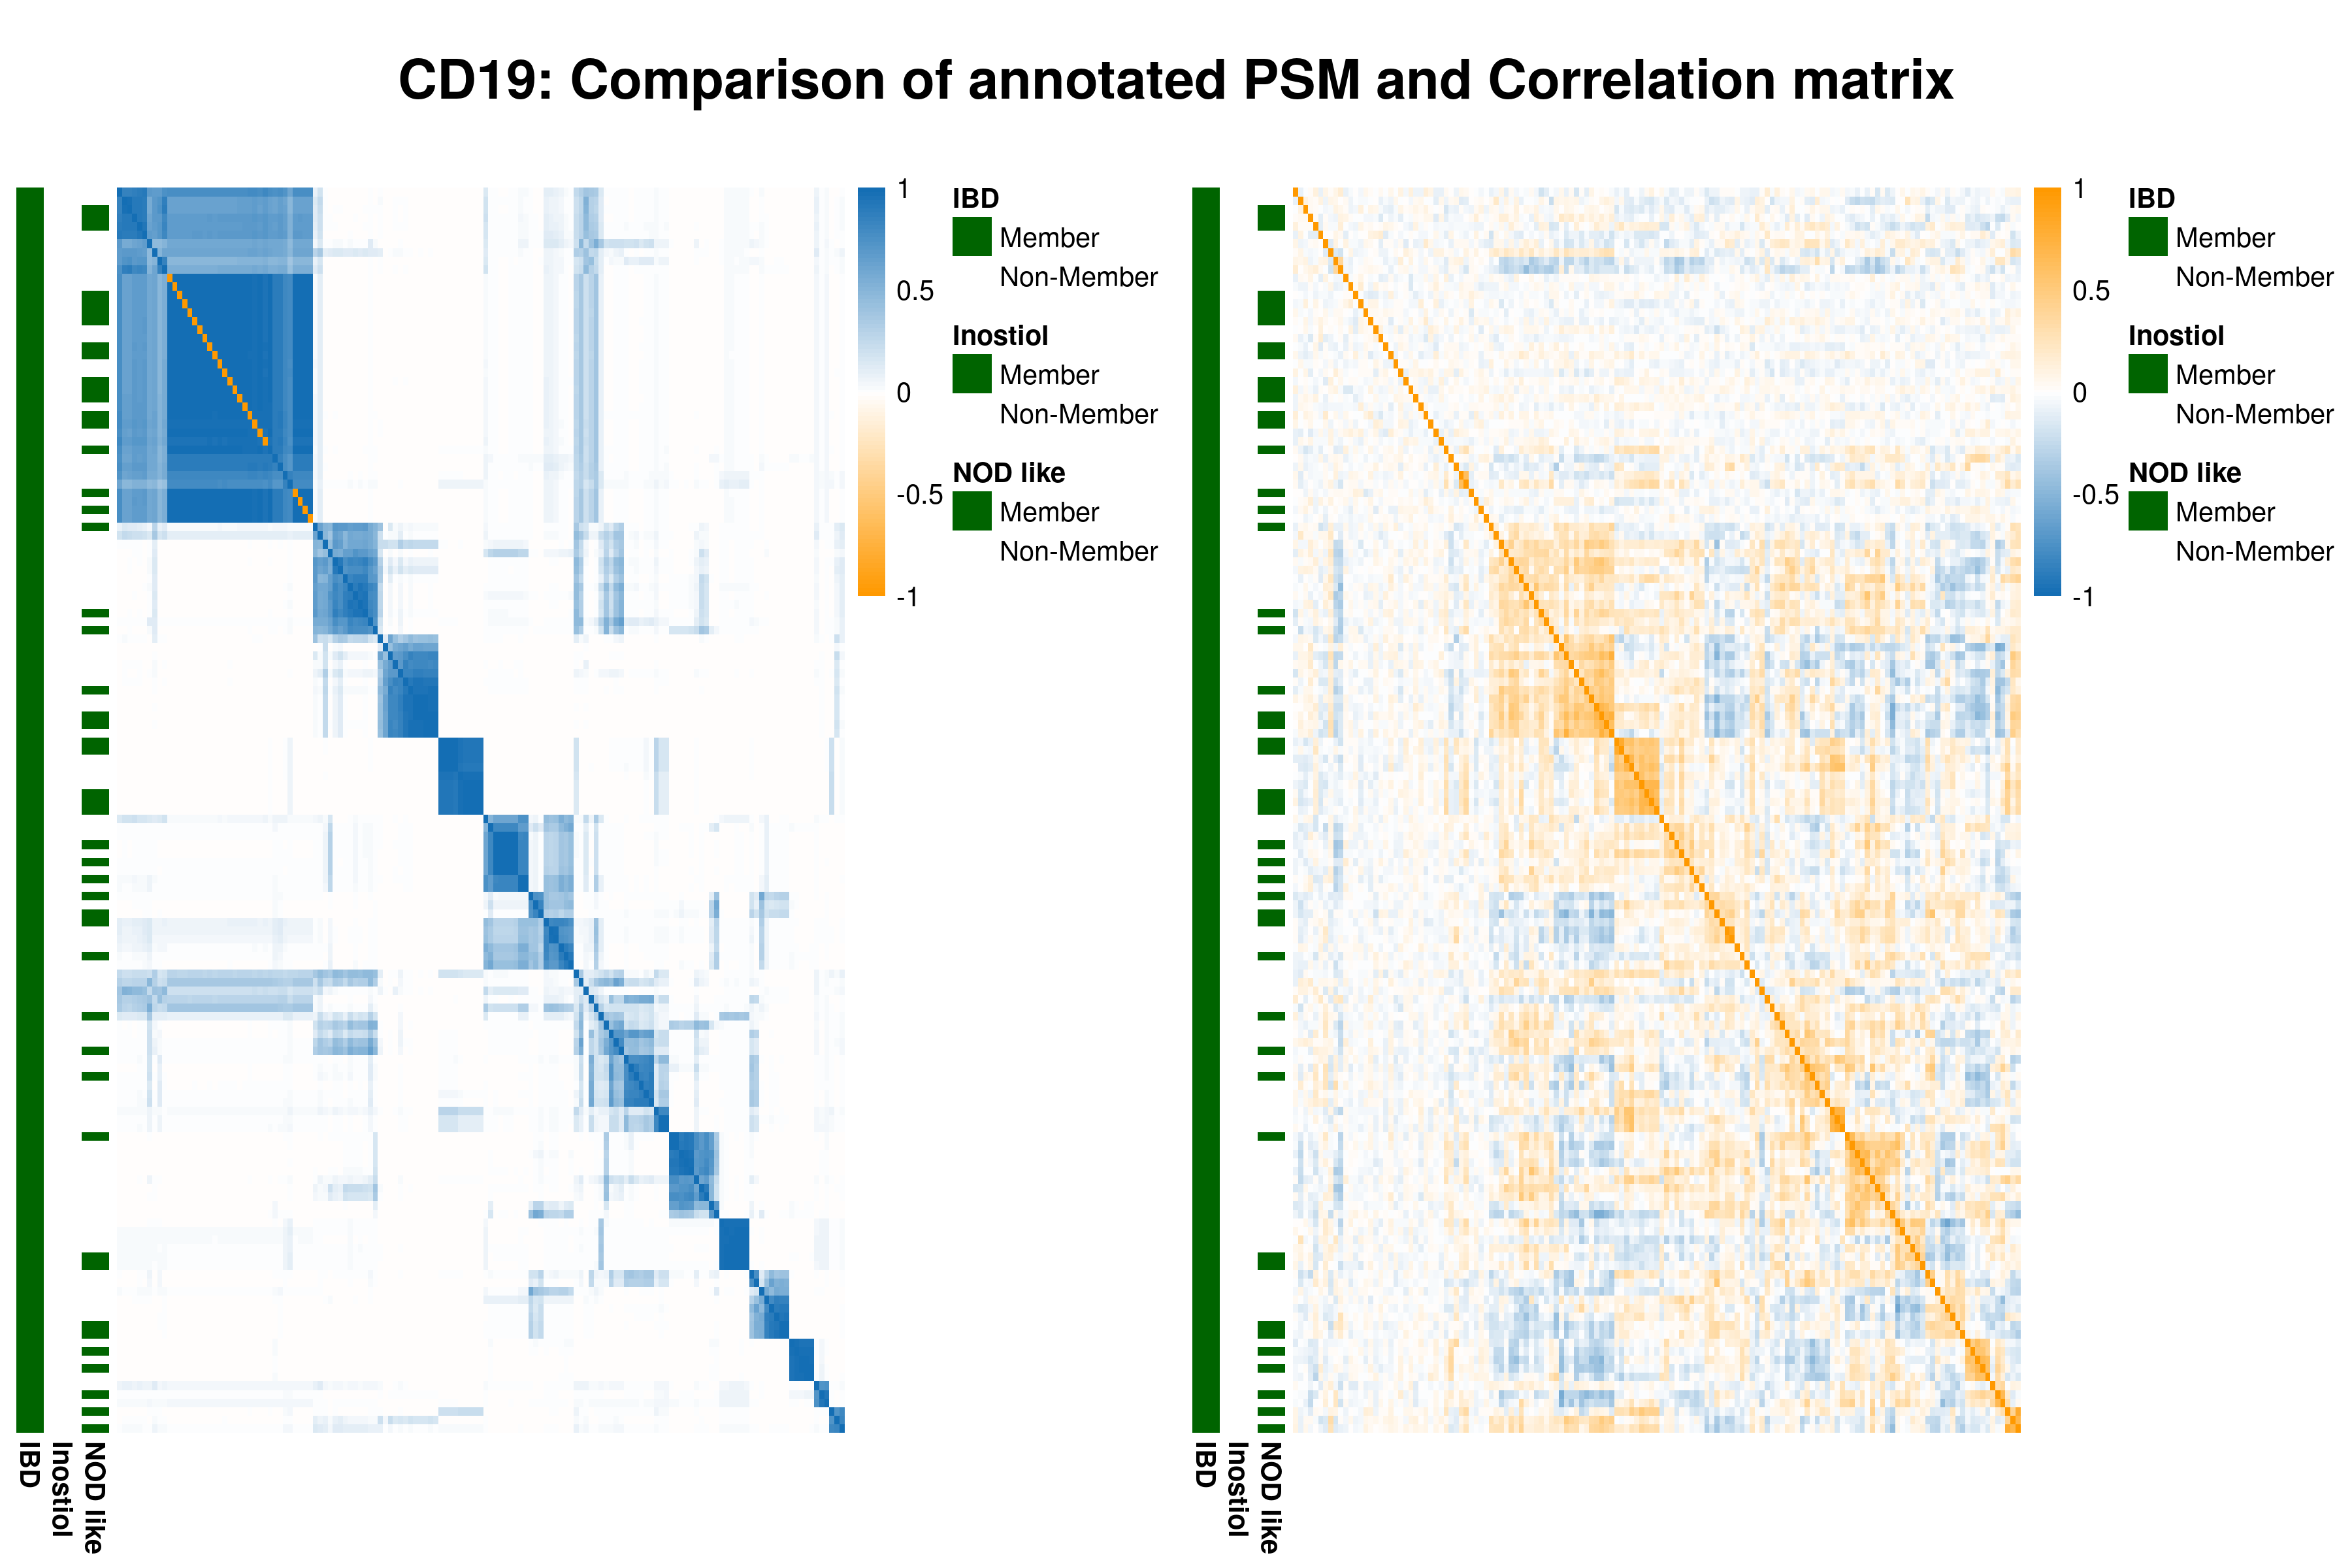 CD19: Comparison of annotated PSM and Correlation matrix
1
0.5
0
-0.5
-1
IBD
Member
Non-Member
Inostiol
Member
Non-Member
NOD like
Member
Non-Member
IBD
Inostiol
NOD like
1
0.5
0
-0.5
-1
IBD
Member
Non-Member
Inostiol
Member
Non-Member
NOD like
Member
Non-Member
IBD
Inostiol
NOD like